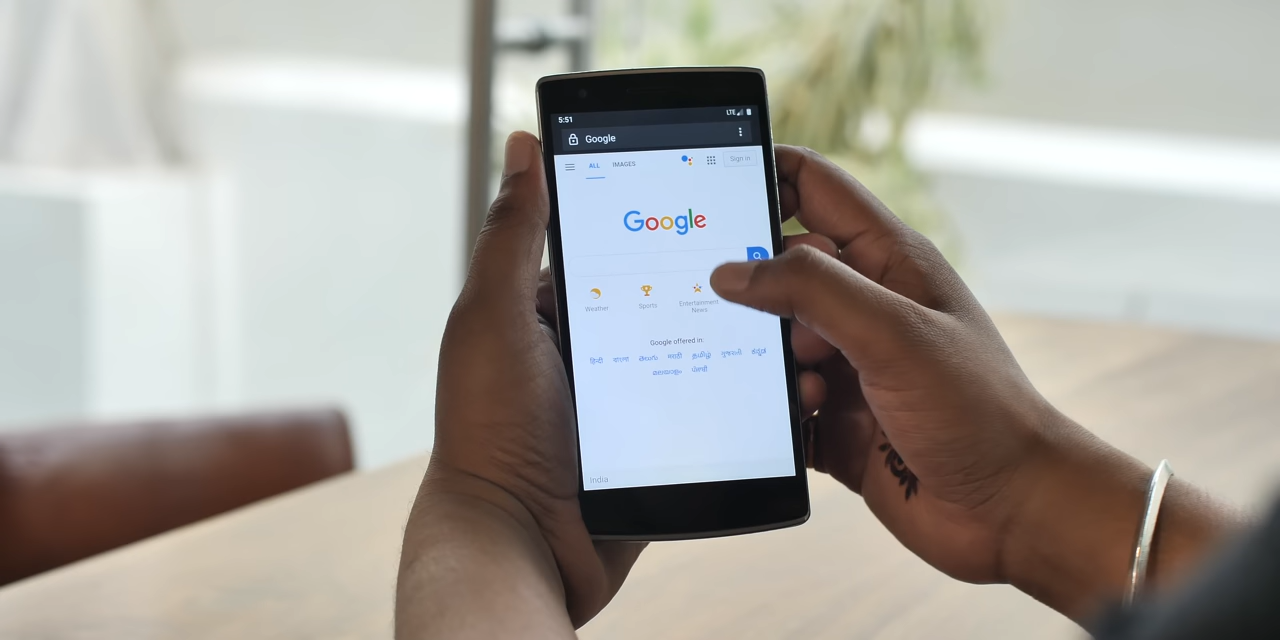 5:51 LTE
Google
ALL IMAGES Sign in
Google
Weather Sports Entertainment
News
Google offered in:
हिन्दी বাংলা తెలుగు मराठी தமிழ் ગુજરાતી ಕನ್ನಡ
മലയാളം ਪੰਜਾਬੀ
India